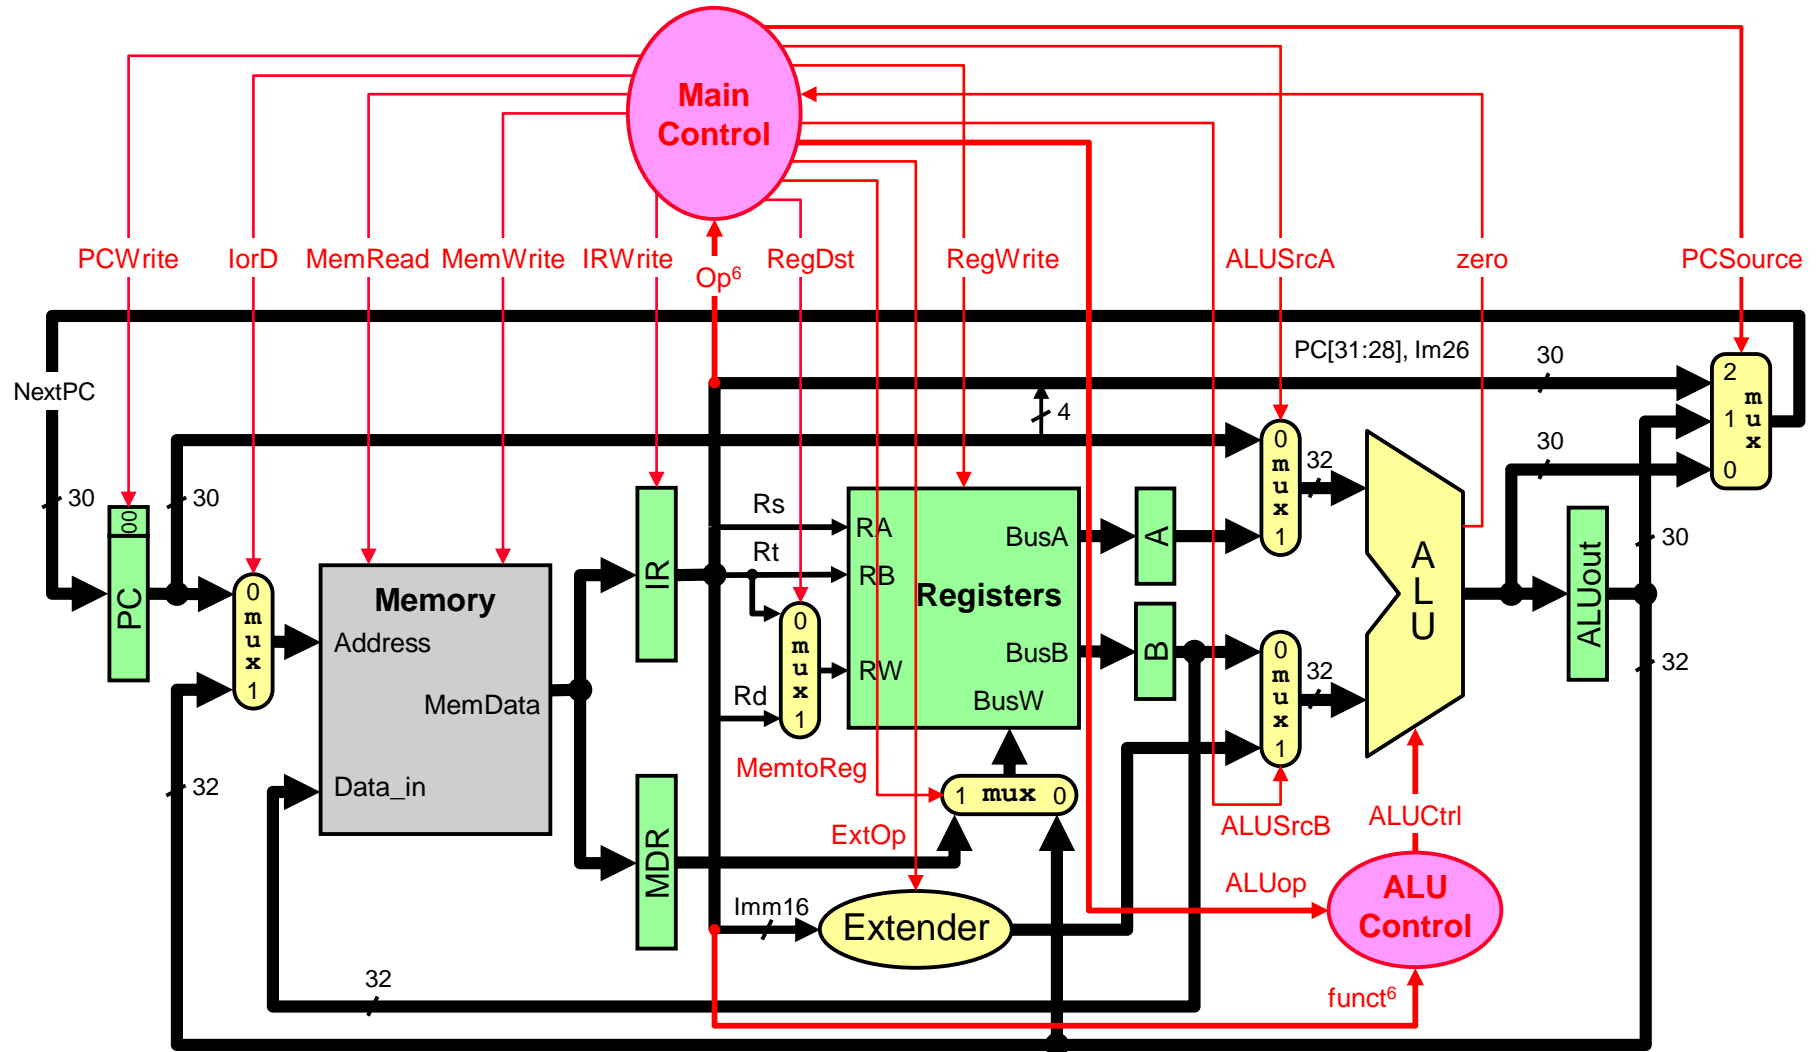 Main
Control
PCWrite
IorD
MemRead
MemWrite
IRWrite
Op⁶
RegDst
RegWrite
ALUSrcA
zero
PCSource
PC[31:28], Im26
30
2
mux
1
0
NextPC
4
30
30
30
00
PC
0
mux
1
Memory
Address
MemData
Data_in
32
IR
MDR
Rs
Rt
Rd
0
mux
1
RA
RB
RW
Registers
BusA
BusB
BusW
A
B
0
mux
1
32
0
mux
1
32
ALU
ALUout
30
32
MemtoReg
1 mux 0
ExtOp
ALUSrcB
ALUCtrl
ALUop
ALU
Control
Imm16
Extender
32
funct⁶